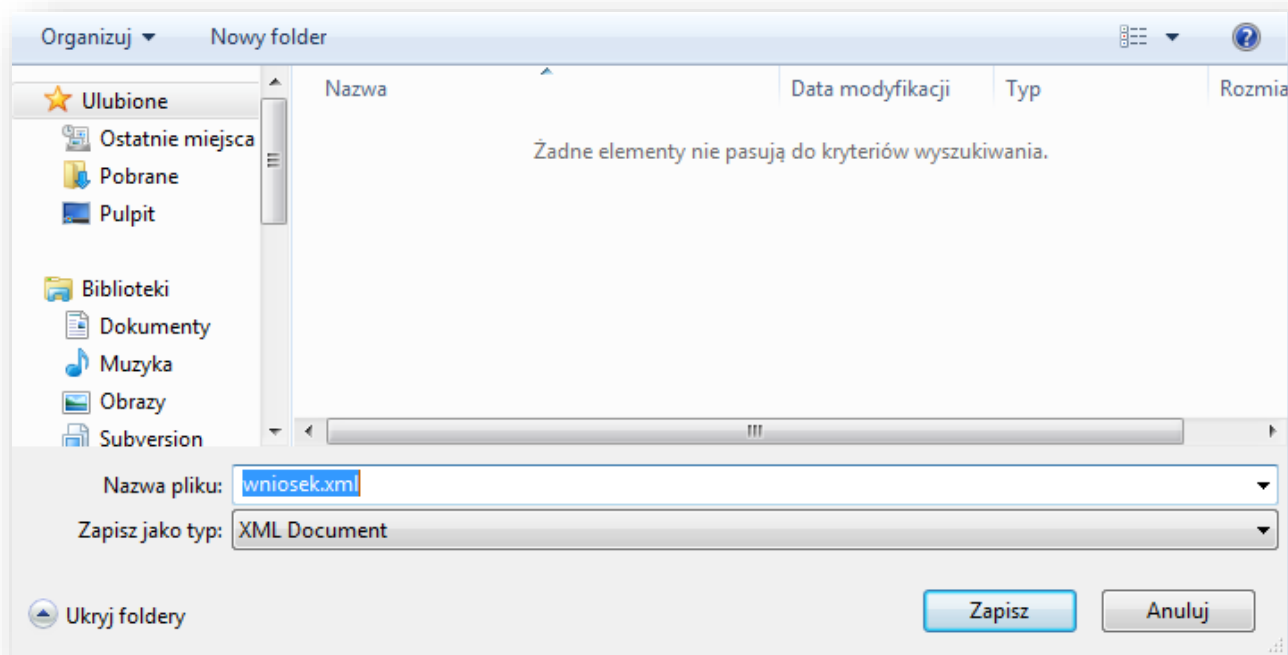 Organizuj Nowy folder
Nazwa Data modyfikacji Typ Rozmia
Żadne elementy nie pasują do kryteriów wyszukiwania.
Ulubione
Ostatnie miejsca
Pobrane
Pulpit
Biblioteki
Dokumenty
Muzyka
Obrazy
Subversion
Nazwa pliku: wniosek.xml
Zapisz jako typ: XML Document
Ukryj foldery Zapisz Anuluj